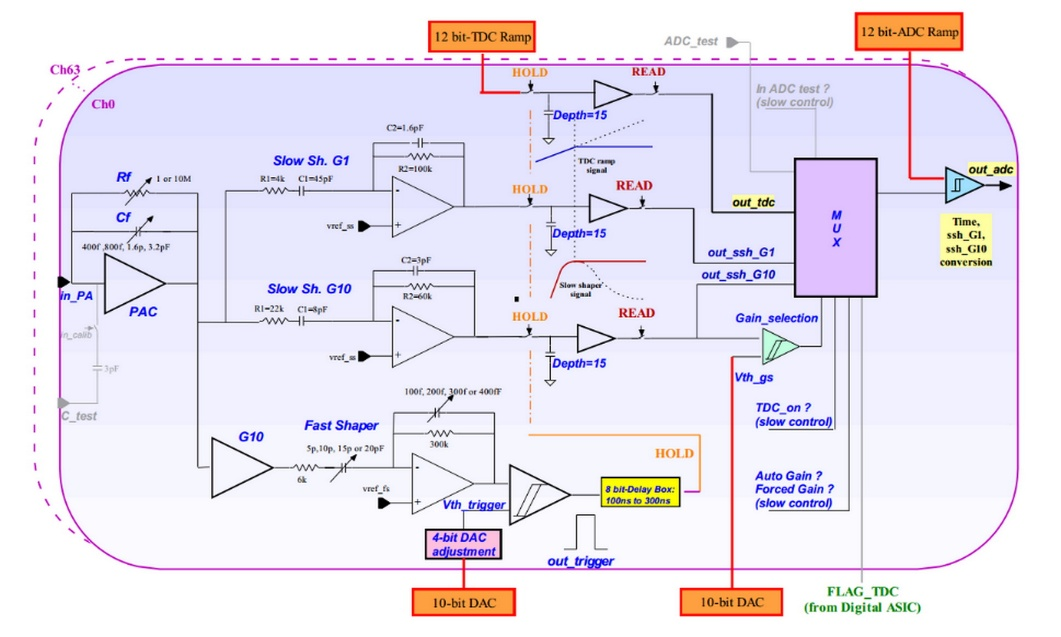 12 bit-TDC Ramp
12 bit-ADC Ramp
ADC_test
Ch63
Ch0
HOLD
READ
In ADC test ?
(slow control)
Depth=15
C2=1.6pF
R2=100k
TDC ramp
signal
Slow Sh. G1
R1=4k
C1=45pF
Rf
1 or 10M
Cf
400f ,800f, 1.6p, 3.2pF
HOLD
READ
out_adc
out_tdc
M
U
X
vref_ss
Depth=15
Time,
ssh_G1,
ssh_G10
conversion
out_ssh_G1
out_ssh_G10
C2=3pF
R2=60k
Slow shaper
signal
in_PA
PAC
Slow Sh. G10
R1=22k
C1=8pF
HOLD
READ
Gain_selection
in_calib
3pF
vref_ss
Depth=15
Vth_gs
C_test
100f, 200f, 300f or 400fF
300k
TDC_on ?
(slow control)
G10
Fast Shaper
5p,10p, 15p or 20pF
6k
HOLD
vref_fs
Vth_trigger
8 bit-Delay Box:
100ns to 300ns
Auto Gain ?
Forced Gain ?
(slow control)
4-bit DAC
adjustment
out_trigger
10-bit DAC
10-bit DAC
FLAG_TDC
(from Digital ASIC)